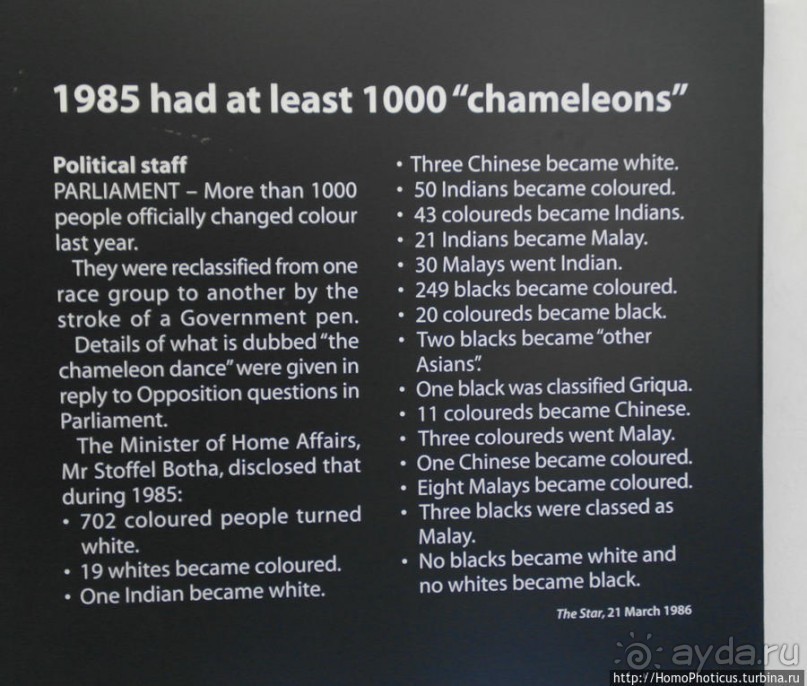 1985 had at least 1000 “chameleons”
Political staff
PARLIAMENT – More than 1000
people officially changed colour
last year.
They were reclassified from one
race group to another by the
stroke of a Government pen.
Details of what is dubbed “the
chameleon dance” were given in
reply to Opposition questions in
Parliament.
The Minister of Home Affairs,
Mr Stoffel Botha, disclosed that
during 1985:
• 702 coloured people turned
white.
• 19 whites became coloured.
• One Indian became white.
• Three Chinese became white.
• 50 Indians became coloured.
• 43 coloureds became Indians.
• 21 Indians became Malay.
• 30 Malays went Indian.
• 249 blacks became coloured.
• 20 coloureds became black.
• Two blacks became “other
Asians”.
• One black was classified Griqua.
• 11 coloureds became Chinese.
• Three coloureds went Malay.
• One Chinese became coloured.
• Eight Malays became coloured.
• Three blacks were classed as
Malay.
• No blacks became white and
no whites became black.
The Star, 21 March 1986
ayda.ru
http://HomoPhoticus.turbina.ru